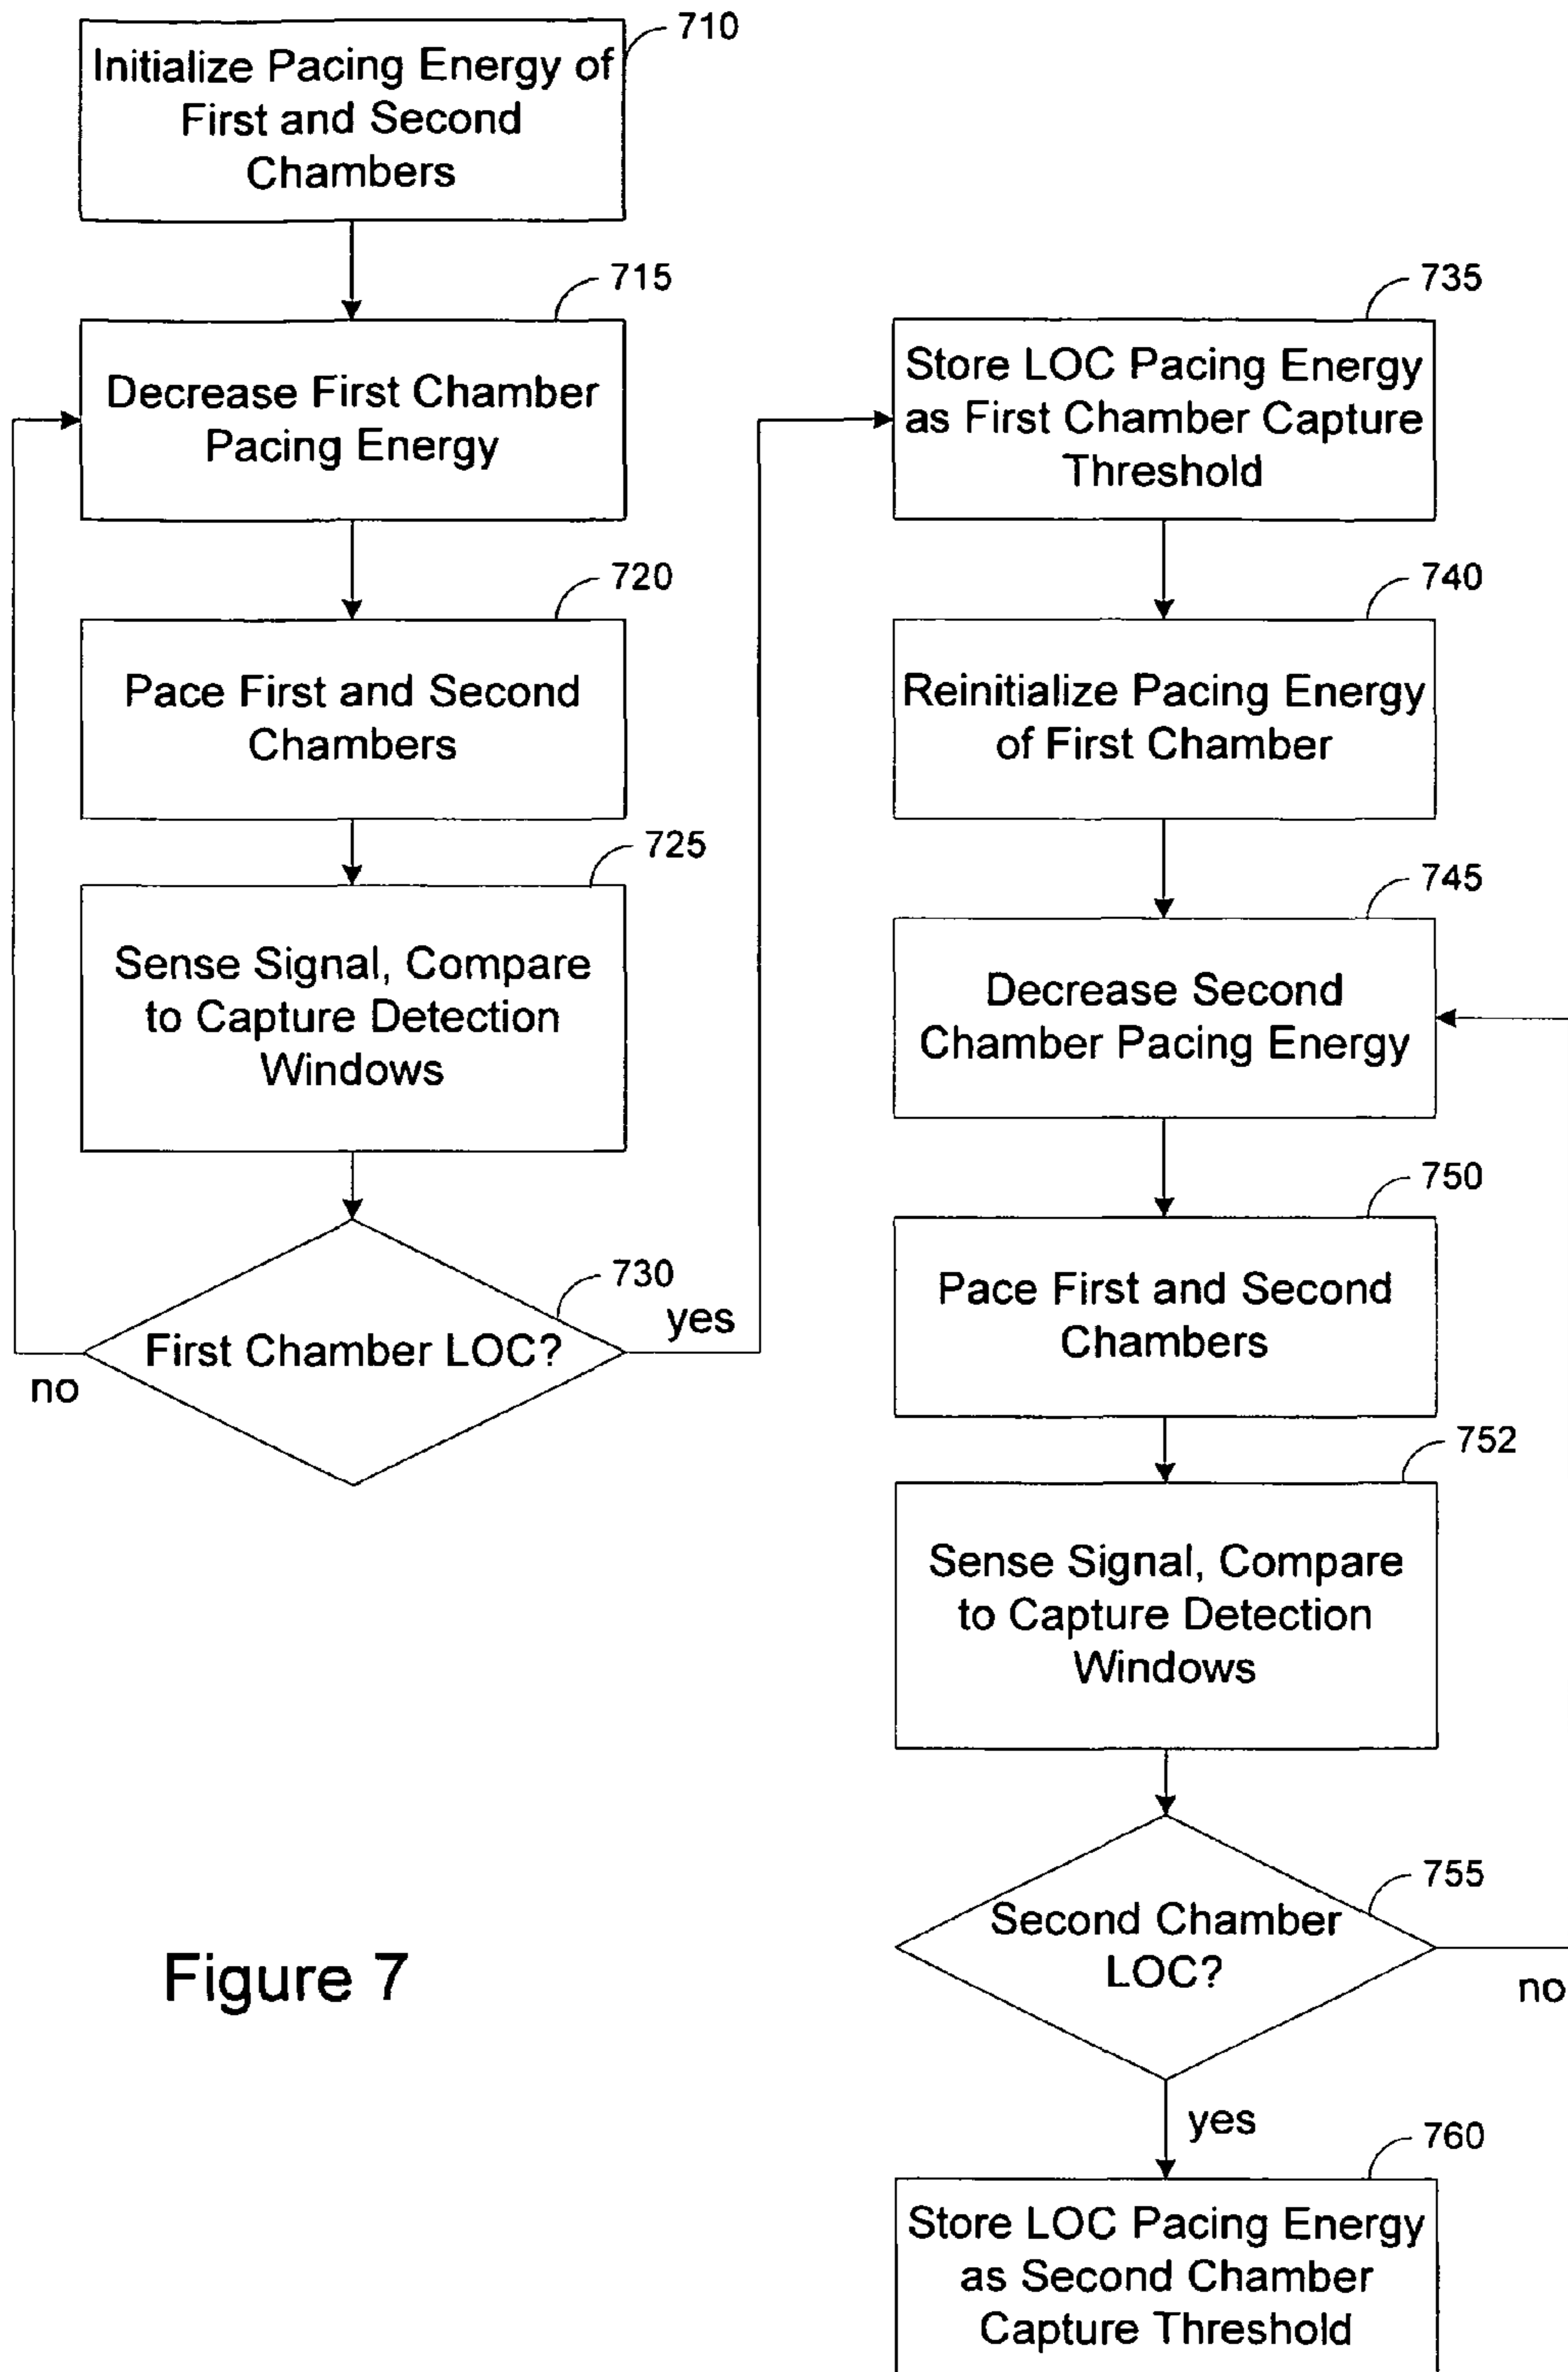 710
Initialize Pacing Energy of
First and Second
Chambers
715
Decrease First Chamber
Pacing Energy
720
Pace First and Second
Chambers
725
Sense Signal, Compare
to Capture Detection
Windows
730
First Chamber LOC?
yes
no
735
Store LOC Pacing Energy
as First Chamber Capture
Threshold
740
Reinitialize Pacing Energy
of First Chamber
745
Decrease Second
Chamber Pacing Energy
750
Pace First and Second
Chambers
752
Sense Signal, Compare
to Capture Detection
Windows
755
Second Chamber
LOC?
no
yes
760
Store LOC Pacing Energy
as Second Chamber
Capture Threshold
Figure 7